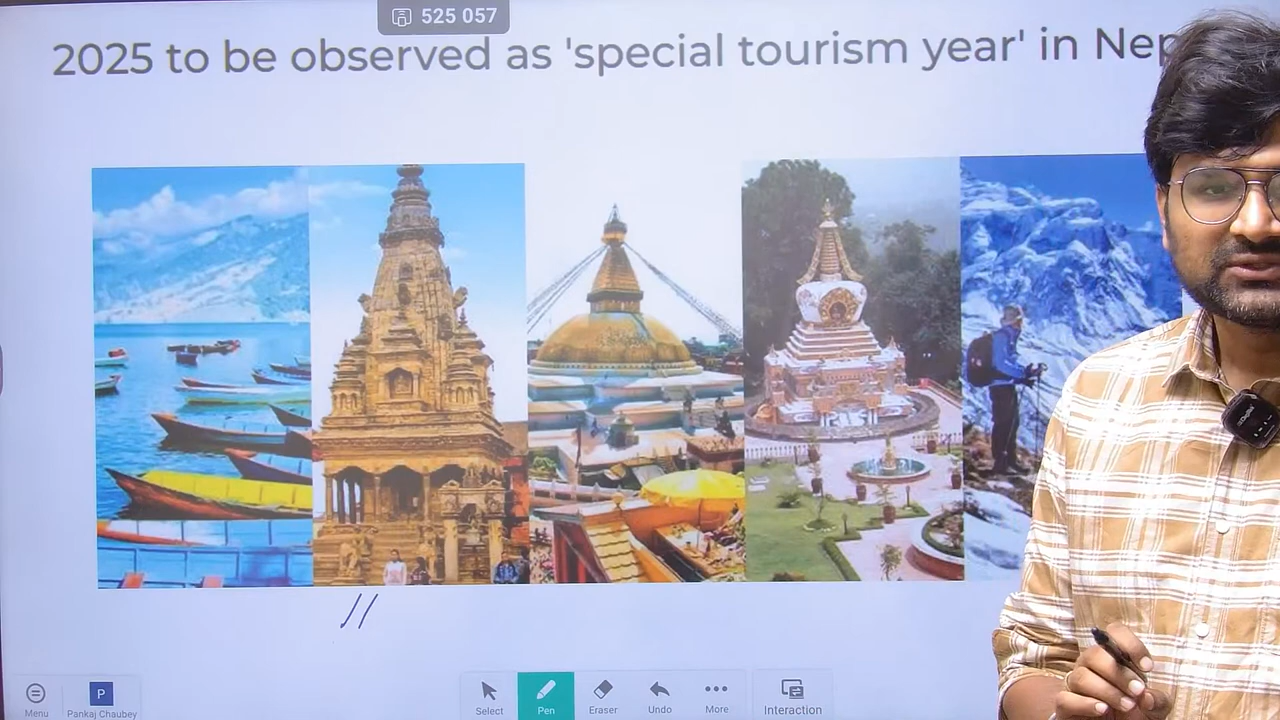 525 057
2025 to be observed as 'special tourism year' in Nep
Menu
P
Pankaj Chaubey
Select
Pen
Eraser
Undo
More
Interaction